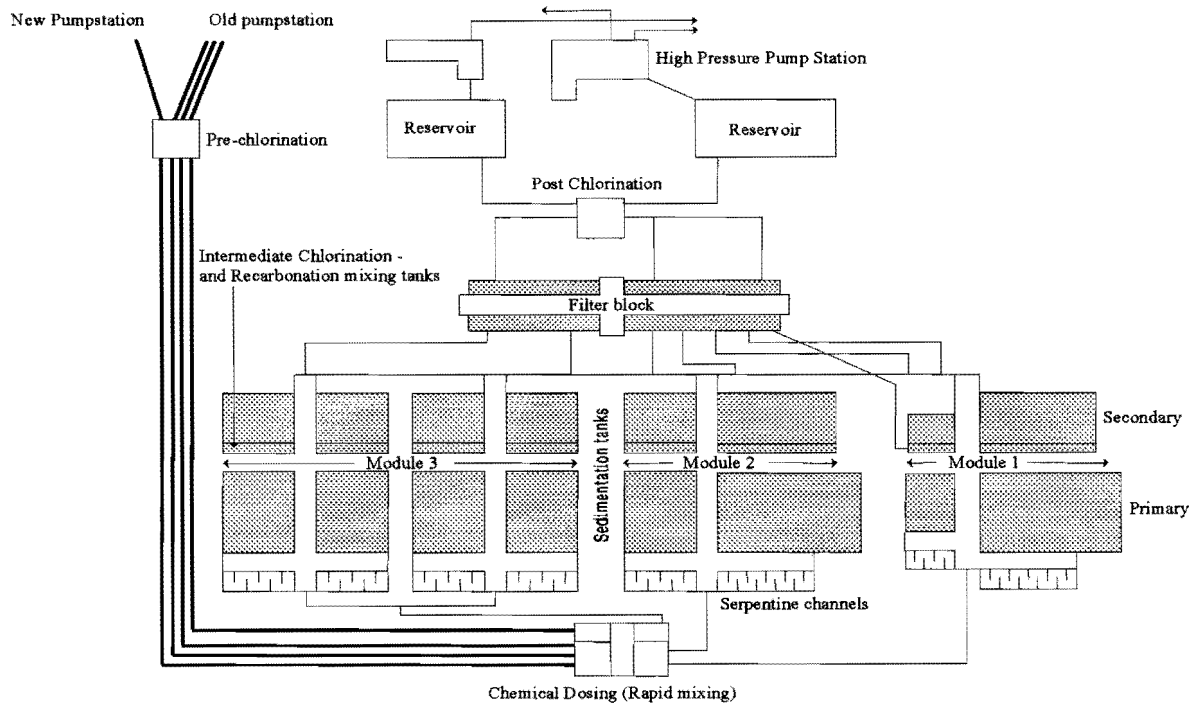 New Pumpstation
Old pumpstation
High Pressure Pump Station
Reservoir
Reservoir
Pre-chlorination
Post Chlorination
Intermediate Chlorination -
and Recarbonation mixing tanks
Filter block
Secondary
Module 3
Sedimentation tanks
Module 2
Module 1
Primary
Serpentine channels
Chemical Dosing (Rapid mixing)